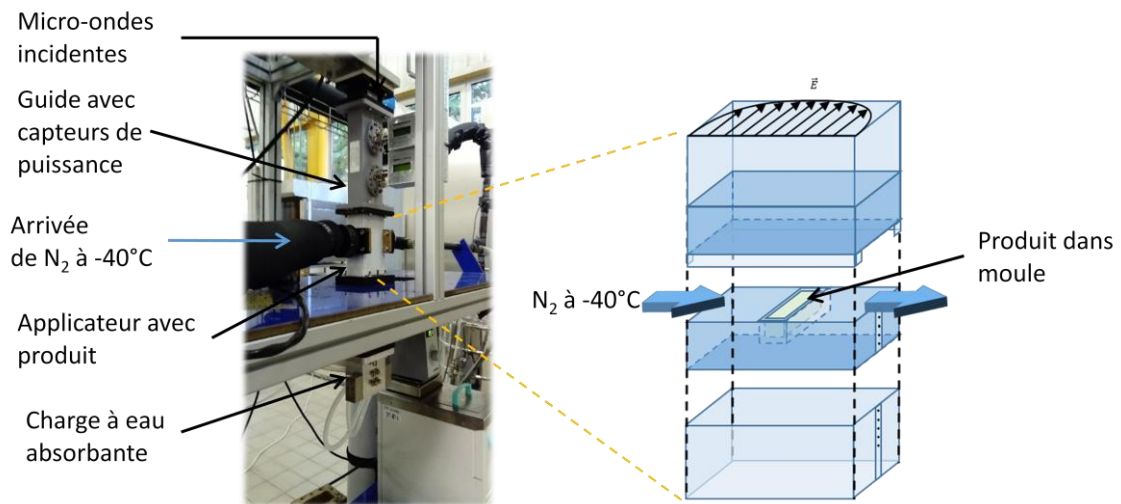 Micro-ondes
incidentes
Guide avec
capteurs de
puissance
Arrivée
de N₂ à -40°C
Applicateur avec
produit
Charge à eau
absorbante
E⃗
Produit dans
moule
N₂ à -40°C